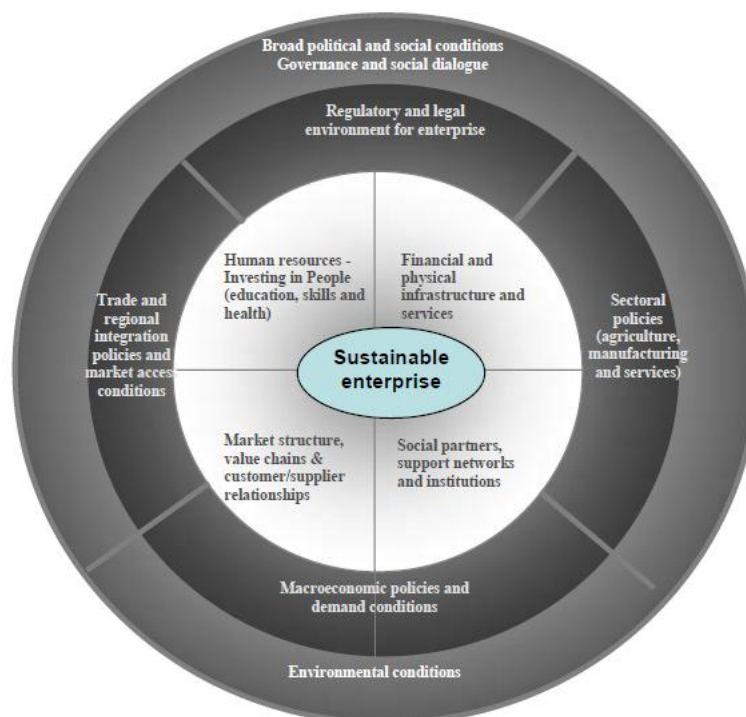 Broad political and social conditions
Governance and social dialogue
Regulatory and legal
environment for enterprise
Human resources -
Investing in People
(education, skills and
health)
Financial and
physical
infrastructure and
services
Trade and
regional
integration
policies and
market access
conditions
Sectoral
policies
(agriculture,
manufacturing
and services)
Sustainable
enterprise
Market structure,
value chains &
customer/supplier
relationships
Social partners,
support networks
and institutions
Macroeconomic policies and
demand conditions
Environmental conditions